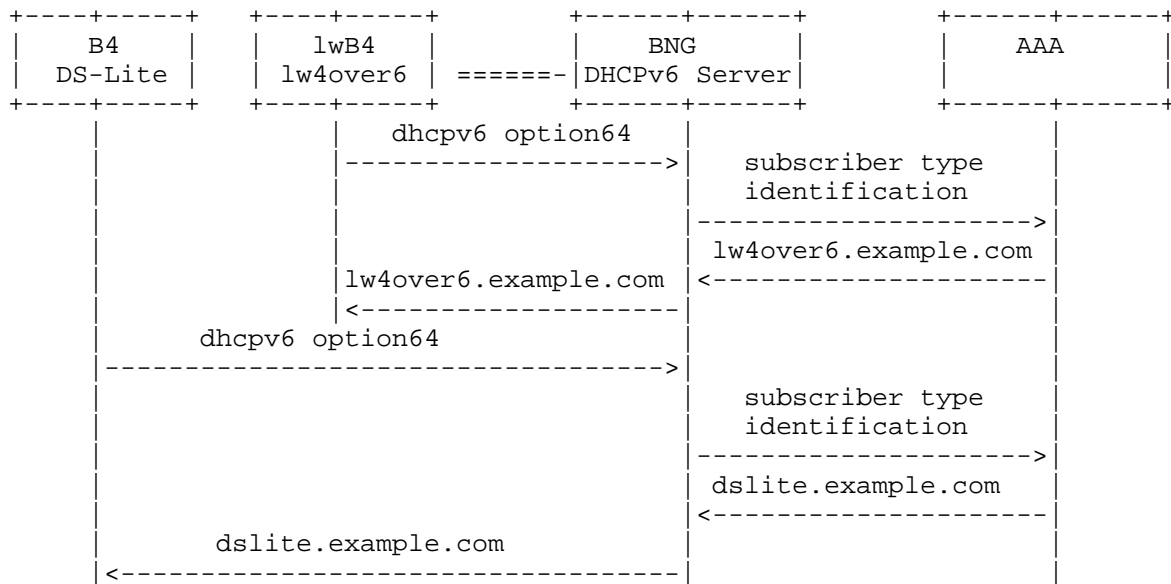 B4 lwB4 BNG AAA
DS-Lite lw4over6 ======-DHCPv6 Server
dhcpv6 option64
subscriber type
identification
lw4over6.example.com
lw4over6.example.com
dhcpv6 option64
subscriber type
identification
dslite.example.com
dslite.example.com